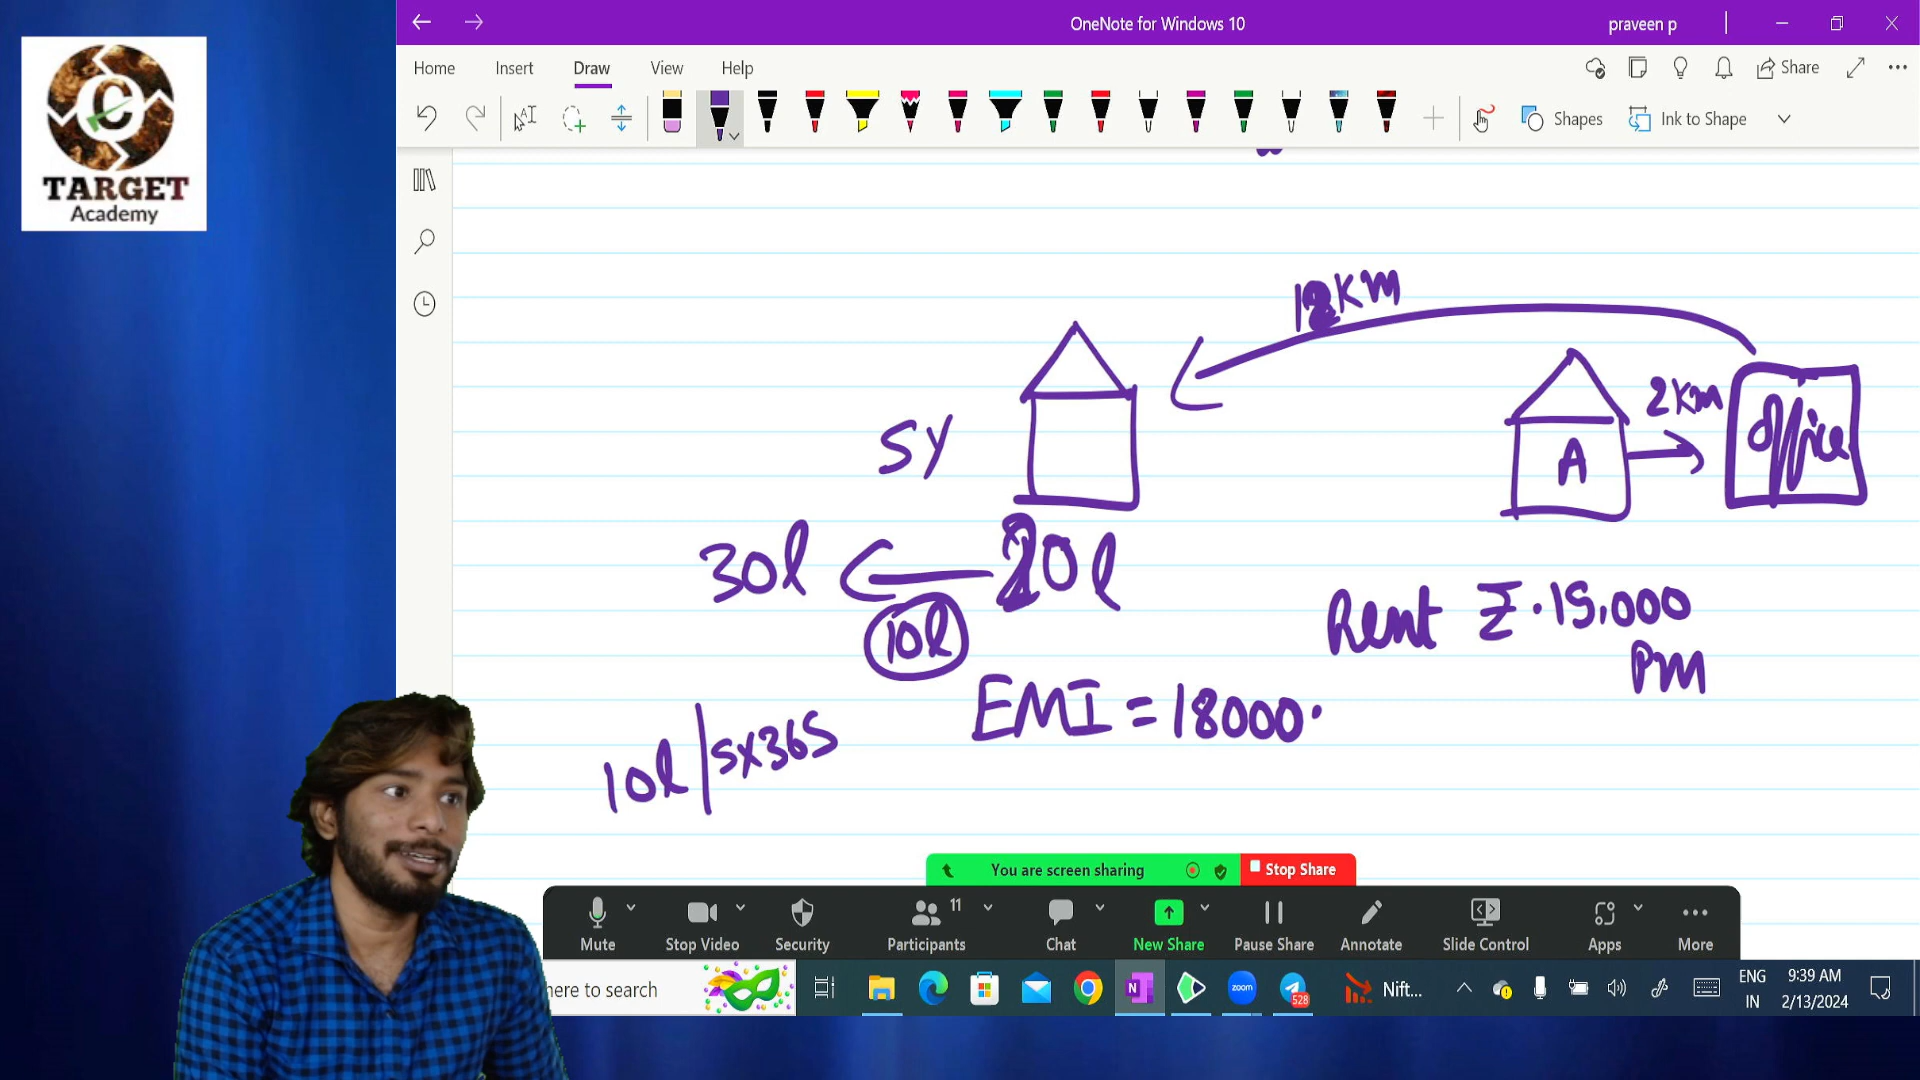 C
TARGET
Academy
OneNote for Windows 10
praveen p
Home Insert Draw View Help
Share
Shapes
Ink to Shape
12KM
2KM
office
A
5Y
30l
20l
10l
Rent ₹.15,000
PM
EMI = 18000.
10l | 5x365
You are screen sharing
Stop Share
Mute Stop Video Security Participants 11 Chat New Share Pause Share Annotate Slide Control Apps More
here to search
N
zoom
528
Nift...
ENG
IN
9:39 AM
2/13/2024